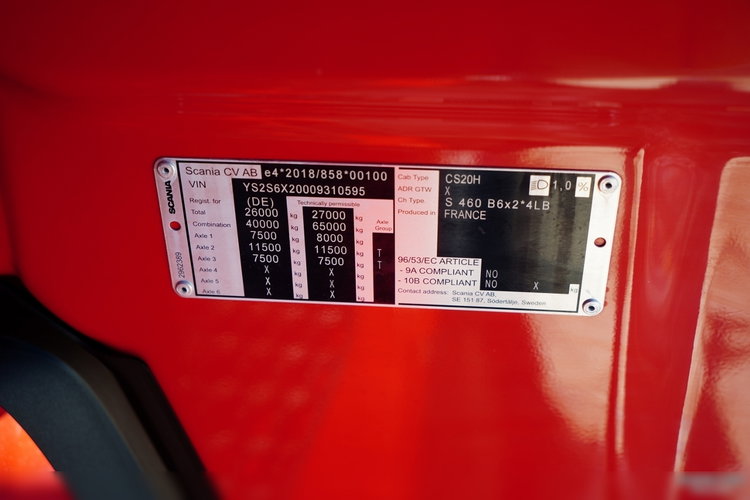 Scania CV AB e4*2018/858*00100
VIN YS2S6X20009310595
Regist. for (DE) Technically permissible
Total 26000 kg 27000 kg Axle Group
Combination 40000 kg 65000 kg
Axle 1 7500 kg 8000 kg
Axle 2 11500 kg 11500 kg T
Axle 3 7500 kg 7500 kg T
Axle 4 X kg X kg
Axle 5 X kg X kg
Axle 6 X kg X kg
SCANIA
2962389
Cab Type CS20H 1,0 %
ADR GTW X
Ch Type S 460 B6x2*4LB
Produced in FRANCE
96/53/EC ARTICLE
- 9A COMPLIANT NO
- 10B COMPLIANT NO X kg
Contact address: Scania CV AB,
SE 151 87, Södertälje, Sweden